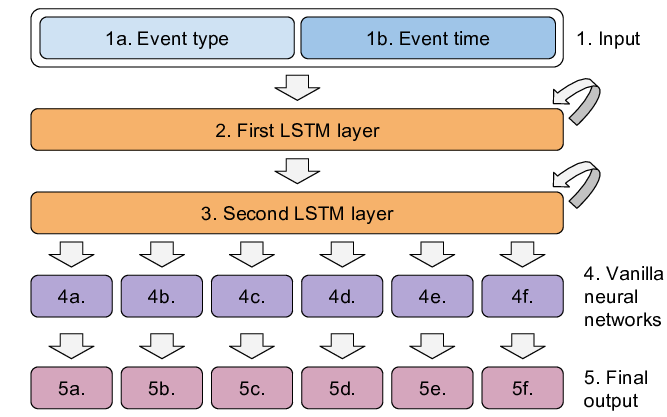 1a. Event type
1b. Event time
1. Input
2. First LSTM layer
3. Second LSTM layer
4a.
4b.
4c.
4d.
4e.
4f.
4. Vanilla
neural
networks
5a.
5b.
5c.
5d.
5e.
5f.
5. Final
output